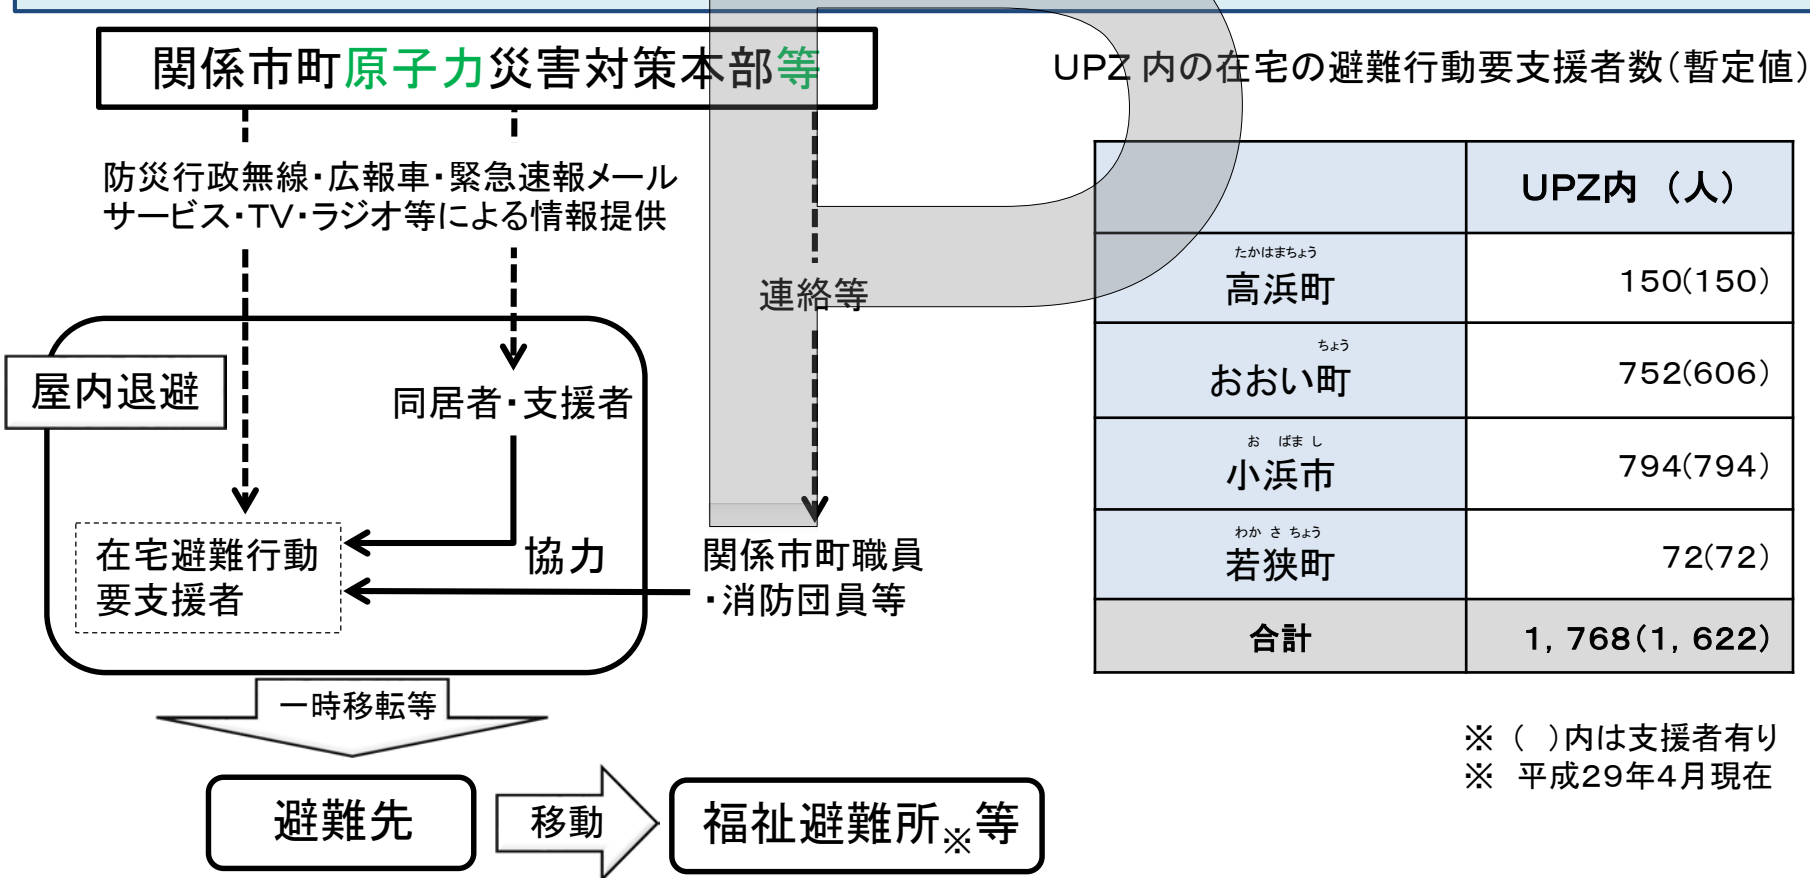 関係市町原子力災害対策本部等
防災行政無線・広報車・緊急速報メール
サービス・TV・ラジオ等による情報提供
連絡等
屋内退避
同居者・支援者
在宅避難行動
要支援者
協力
関係市町職員
・消防団員等
一時移転等
避難先
移動
福祉避難所※等
UPZ 内の在宅の避難行動要支援者数(暫定値)
UPZ内 (人)
たかはまちょう
高浜町 150(150)
ちょう
おおい町 752(606)
お ばま し
小浜市 794(794)
わか さ ちょう
若狭町 72(72)
合計 1,768(1,622)
※ ( )内は支援者有り
※ 平成29年4月現在
P